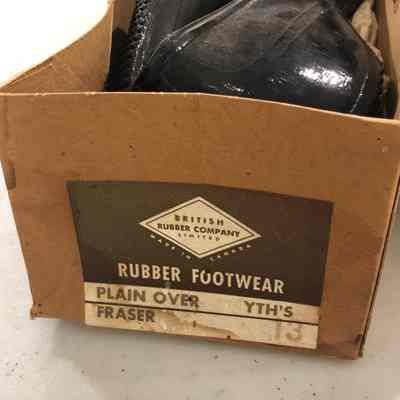 BRITISH
RUBBER COMPANY
LIMITED
MADE IN CANADA
RUBBER FOOTWEAR
PLAIN OVER YTH'S
FRASER 13